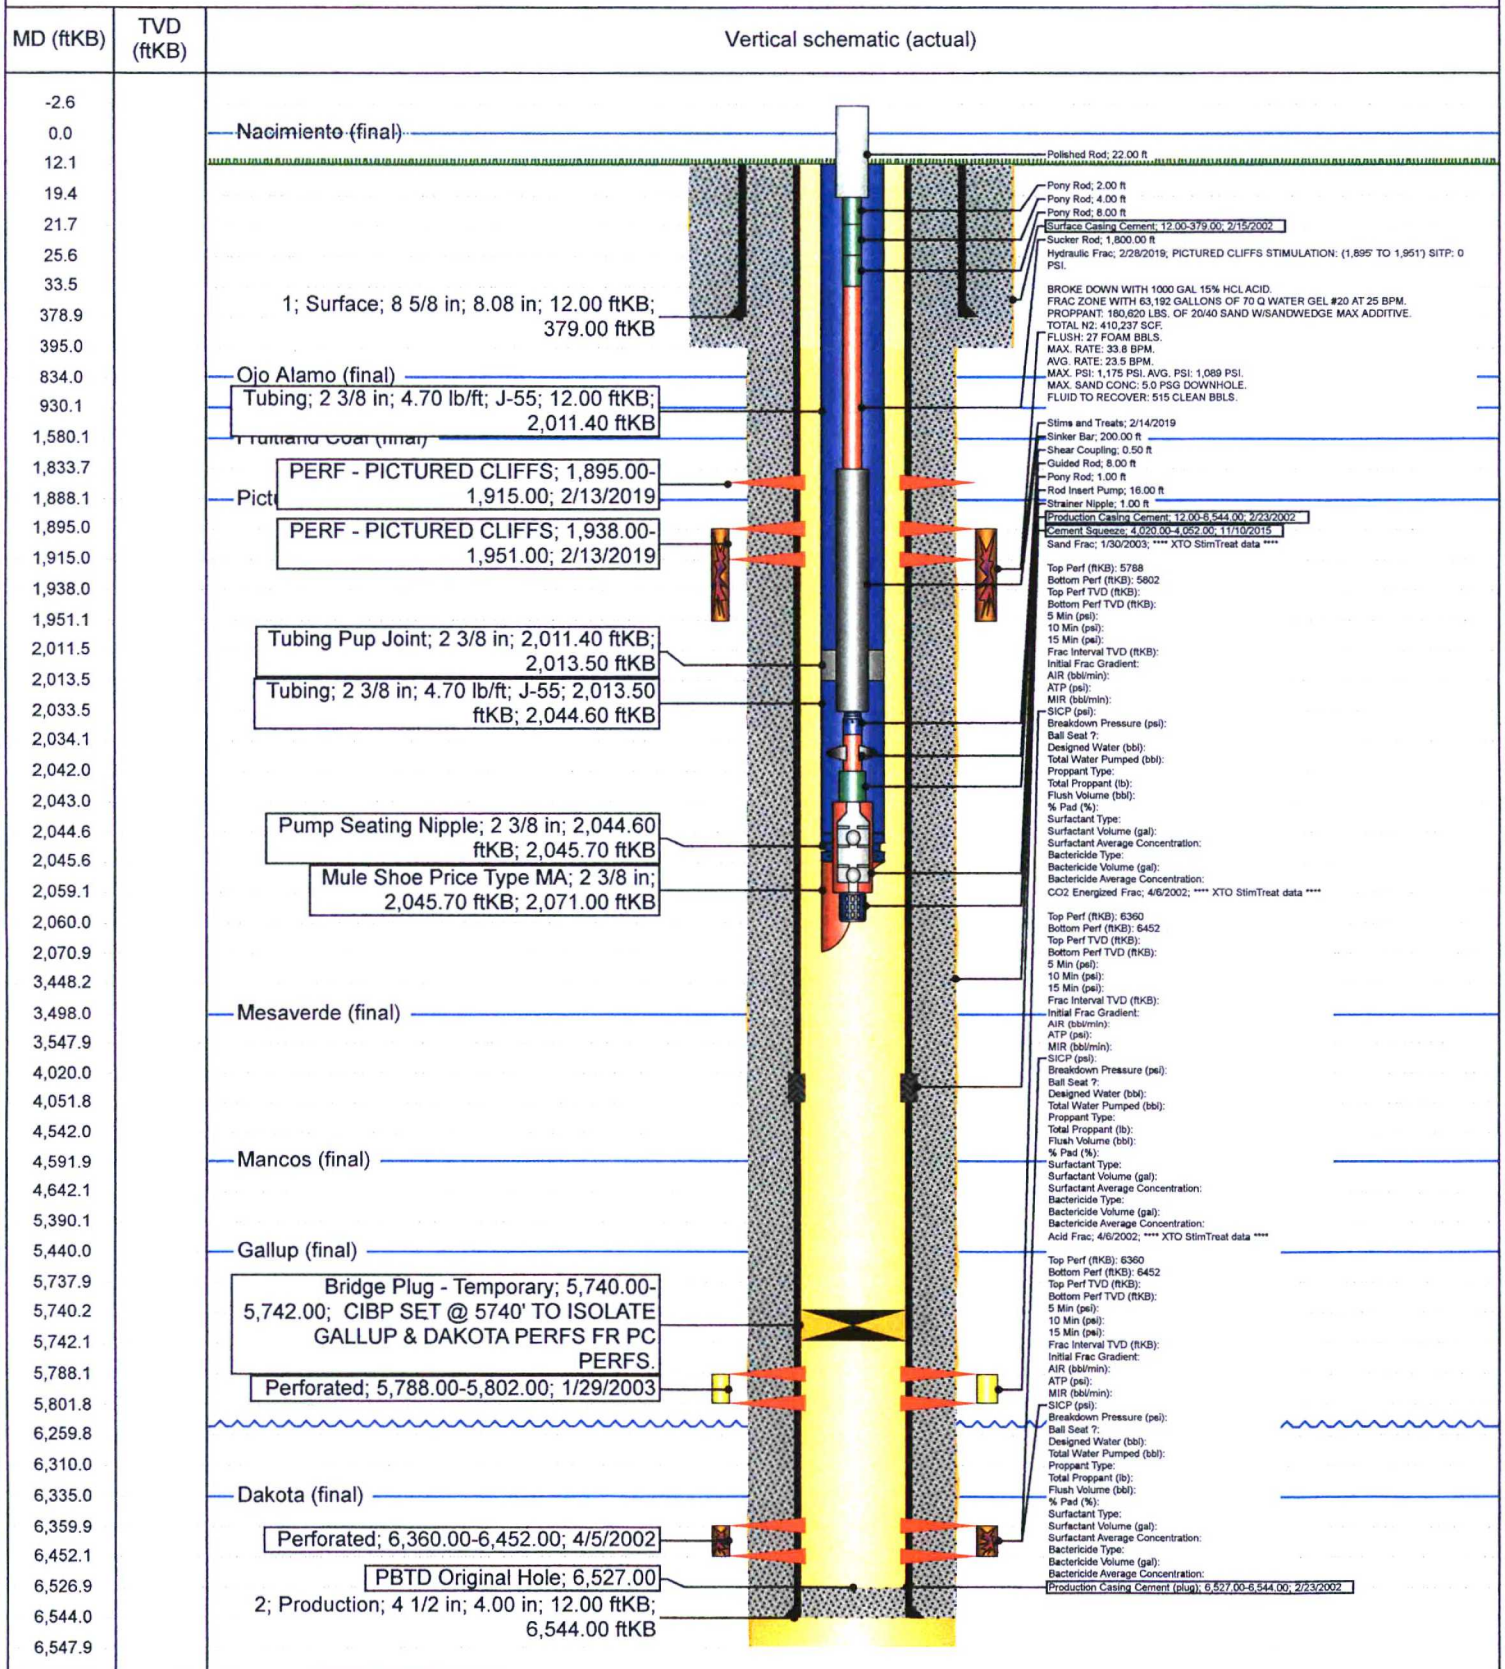 MD (ftKB)
TVD
(ftKB)
Vertical schematic (actual)
-2.6
0.0
12.1
19.4
21.7
25.6
33.5
378.9
395.0
834.0
930.1
1,580.1
1,833.7
1,888.1
1,895.0
1,915.0
1,938.0
1,951.1
2,011.5
2,013.5
2,033.5
2,034.1
2,042.0
2,043.0
2,044.6
2,045.6
2,059.1
2,060.0
2,070.9
3,448.2
3,498.0
3,547.9
4,020.0
4,051.8
4,542.0
4,591.9
4,642.1
5,390.1
5,440.0
5,737.9
5,740.2
5,742.1
5,788.1
5,801.8
6,259.8
6,310.0
6,335.0
6,359.9
6,452.1
6,526.9
6,544.0
6,547.9
Nacimiento (final)
1; Surface; 8 5/8 in; 8.08 in; 12.00 ftKB;
379.00 ftKB
Ojo Alamo (final)
Tubing; 2 3/8 in; 4.70 lb/ft; J-55; 12.00 ftKB;
2,011.40 ftKB
Fruitland Coal (final)
PERF - PICTURED CLIFFS; 1,895.00-
1,915.00; 2/13/2019
Pict
PERF - PICTURED CLIFFS; 1,938.00-
1,951.00; 2/13/2019
Tubing Pup Joint; 2 3/8 in; 2,011.40 ftKB;
2,013.50 ftKB
Tubing; 2 3/8 in; 4.70 lb/ft; J-55; 2,013.50
ftKB; 2,044.60 ftKB
Pump Seating Nipple; 2 3/8 in; 2,044.60
ftKB; 2,045.70 ftKB
Mule Shoe Price Type MA; 2 3/8 in;
2,045.70 ftKB; 2,071.00 ftKB
Mesaverde (final)
Mancos (final)
Gallup (final)
Bridge Plug - Temporary; 5,740.00-
5,742.00; CIBP SET @ 5740' TO ISOLATE
GALLUP & DAKOTA PERFS FR PC
PERFS.
Perforated; 5,788.00-5,802.00; 1/29/2003
Dakota (final)
Perforated; 6,360.00-6,452.00; 4/5/2002
PBTD Original Hole; 6,527.00
2; Production; 4 1/2 in; 4.00 in; 12.00 ftKB;
6,544.00 ftKB
Polished Rod; 22.00 ft
Pony Rod; 2.00 ft
Pony Rod; 4.00 ft
Pony Rod; 8.00 ft
Surface Casing Cement; 12.00-379.00; 2/15/2002
Sucker Rod; 1,800.00 ft
Hydraulic Frac; 2/28/2019; PICTURED CLIFFS STIMULATION: (1,895' TO 1,951') SITP: 0
PSI.
BROKE DOWN WITH 1000 GAL 15% HCL ACID.
FRAC ZONE WITH 63,192 GALLONS OF 70 Q WATER GEL #20 AT 25 BPM.
PROPPANT: 180,620 LBS. OF 20/40 SAND W/SANDWEDGE MAX ADDITIVE.
TOTAL N2: 410,237 SCF.
FLUSH: 27 FOAM BBLS.
MAX. RATE: 33.8 BPM.
AVG. RATE: 23.5 BPM.
MAX. PSI: 1,175 PSI. AVG. PSI: 1,089 PSI.
MAX. SAND CONC: 5.0 PSG DOWNHOLE.
FLUID TO RECOVER: 515 CLEAN BBLS.
Stims and Treats; 2/14/2019
Sinker Bar; 200.00 ft
Shear Coupling; 0.50 ft
Guided Rod; 8.00 ft
Pony Rod; 1.00 ft
Rod Insert Pump; 16.00 ft
Strainer Nipple; 1.00 ft
Production Casing Cement; 12.00-6,544.00; 2/23/2002
Cement Squeeze; 4,020.00-4,052.00; 11/10/2015
Sand Frac; 1/30/2003; **** XTO StimTreat data ****
Top Perf (ftKB): 5788
Bottom Perf (ftKB): 5802
Top Perf TVD (ftKB):
Bottom Perf TVD (ftKB):
5 Min (psi):
10 Min (psi):
15 Min (psi):
Frac Interval TVD (ftKB):
Initial Frac Gradient:
AIR (bbl/min):
ATP (psi):
MIR (bbl/min):
SICP (psi):
Breakdown Pressure (psi):
Ball Seat ?:
Designed Water (bbl):
Total Water Pumped (bbl):
Proppant Type:
Total Proppant (lb):
Flush Volume (bbl):
% Pad (%):
Surfactant Type:
Surfactant Volume (gal):
Surfactant Average Concentration:
Bactericide Type:
Bactericide Volume (gal):
Bactericide Average Concentration:
CO2 Energized Frac; 4/6/2002; **** XTO StimTreat data ****
Top Perf (ftKB): 6360
Bottom Perf (ftKB): 6452
Top Perf TVD (ftKB):
Bottom Perf TVD (ftKB):
5 Min (psi):
10 Min (psi):
15 Min (psi):
Frac Interval TVD (ftKB):
Initial Frac Gradient:
AIR (bbl/min):
ATP (psi):
MIR (bbl/min):
SICP (psi):
Breakdown Pressure (psi):
Ball Seat ?:
Designed Water (bbl):
Total Water Pumped (bbl):
Proppant Type:
Total Proppant (lb):
Flush Volume (bbl):
% Pad (%):
Surfactant Type:
Surfactant Volume (gal):
Surfactant Average Concentration:
Bactericide Type:
Bactericide Volume (gal):
Bactericide Average Concentration:
Acid Frac; 4/6/2002; **** XTO StimTreat data ****
Top Perf (ftKB): 6360
Bottom Perf (ftKB): 6452
Top Perf TVD (ftKB):
Bottom Perf TVD (ftKB):
5 Min (psi):
10 Min (psi):
15 Min (psi):
Frac Interval TVD (ftKB):
Initial Frac Gradient:
AIR (bbl/min):
ATP (psi):
MIR (bbl/min):
SICP (psi):
Breakdown Pressure (psi):
Ball Seat ?:
Designed Water (bbl):
Total Water Pumped (bbl):
Proppant Type:
Total Proppant (lb):
Flush Volume (bbl):
% Pad (%):
Surfactant Type:
Surfactant Volume (gal):
Surfactant Average Concentration:
Bactericide Type:
Bactericide Volume (gal):
Bactericide Average Concentration:
Production Casing Cement (plug); 6,527.00-6,544.00; 2/23/2002